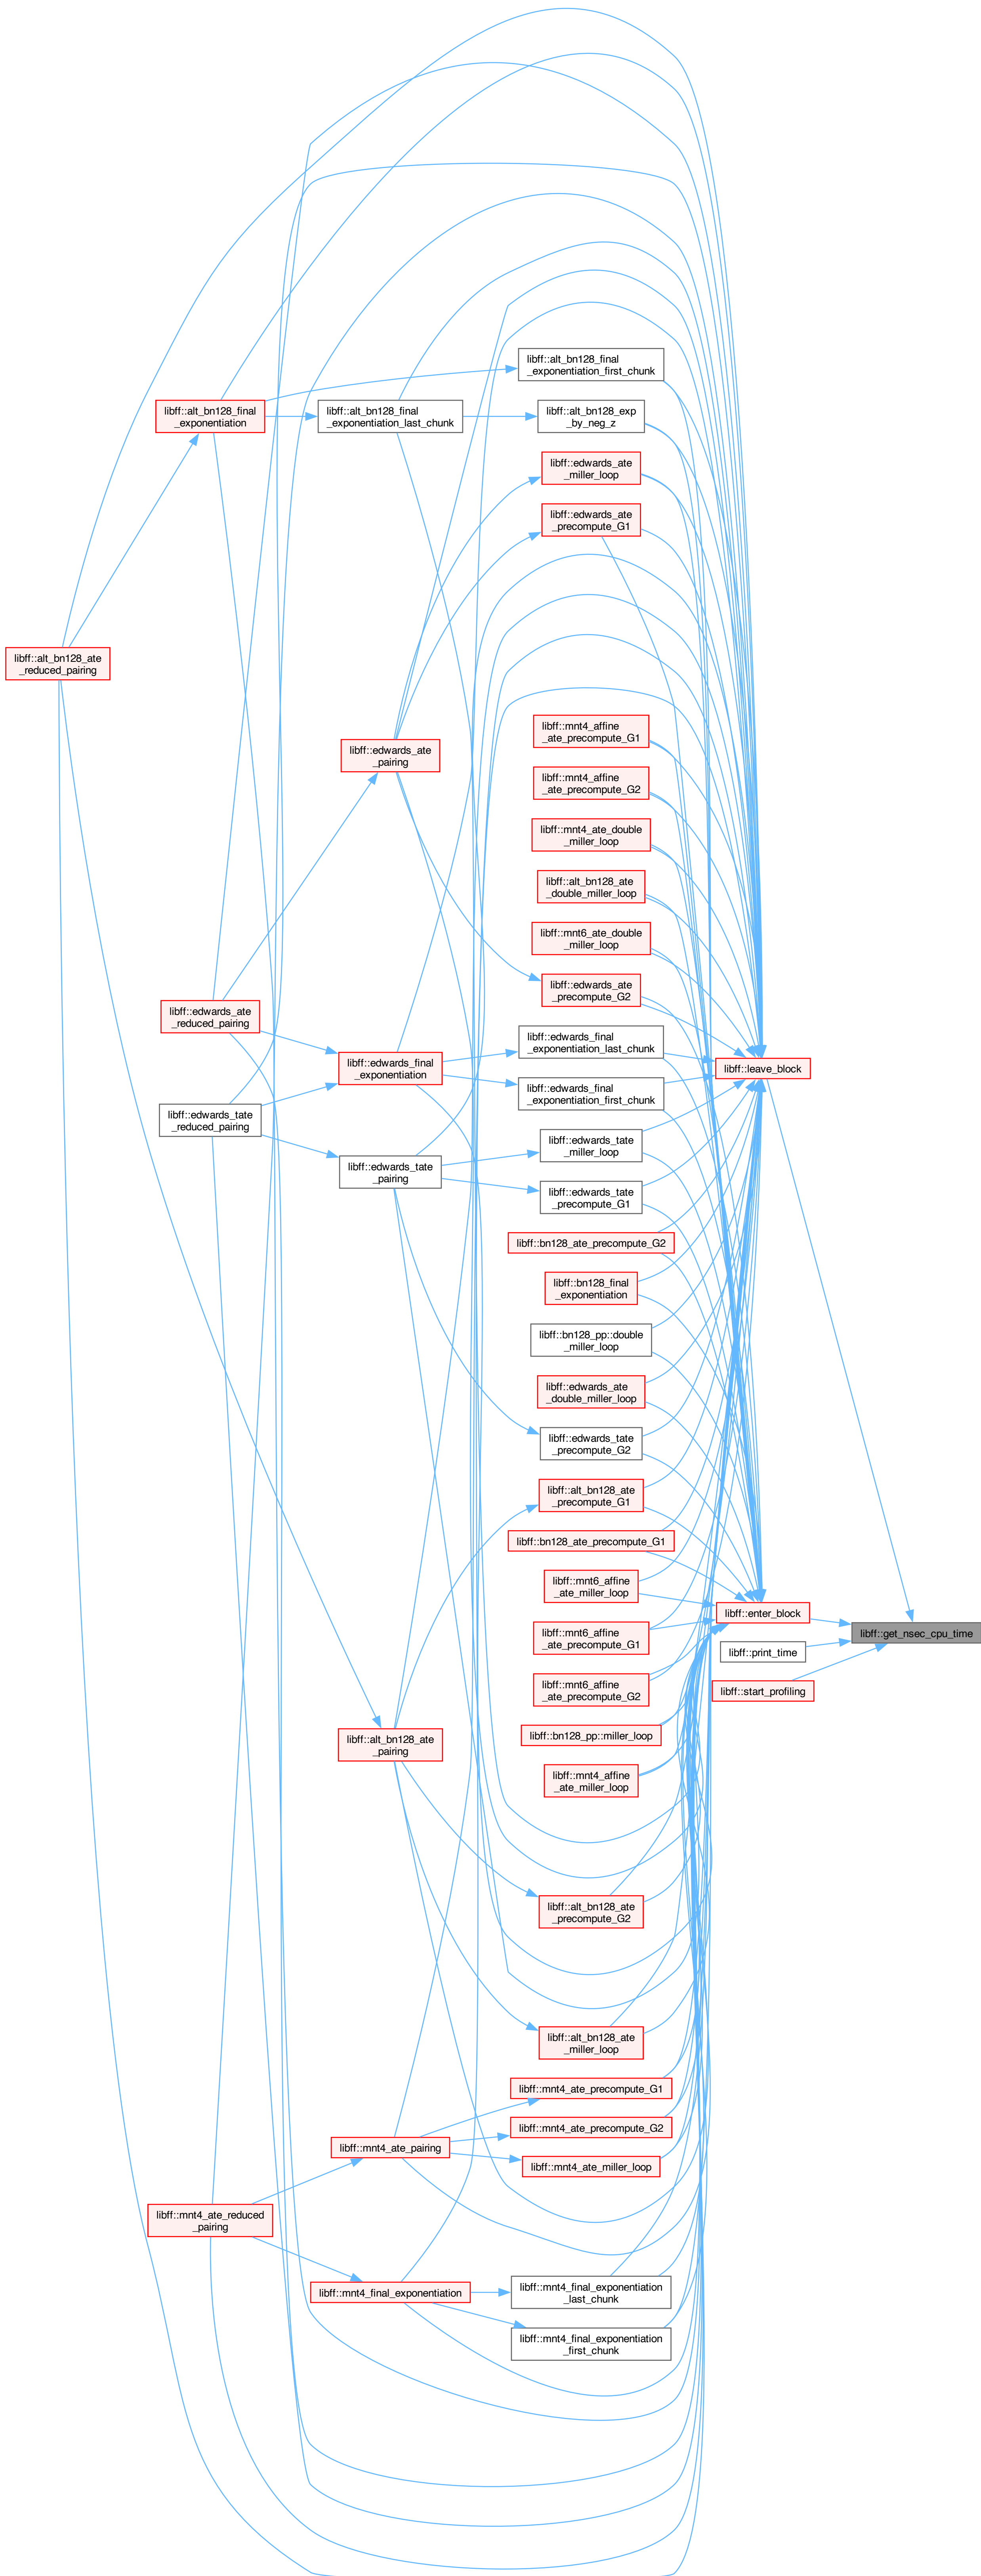 libff::alt_bn128_final
_exponentiation_first_chunk
libff::alt_bn128_final
_exponentiation
libff::alt_bn128_final
_exponentiation_last_chunk
libff::alt_bn128_exp
_by_neg_z
libff::edwards_ate
_miller_loop
libff::edwards_ate
_precompute_G1
libff::alt_bn128_ate
_reduced_pairing
libff::mnt4_affine
_ate_precompute_G1
libff::edwards_ate
_pairing
libff::mnt4_affine
_ate_precompute_G2
libff::mnt4_ate_double
_miller_loop
libff::alt_bn128_ate
_double_miller_loop
libff::mnt6_ate_double
_miller_loop
libff::edwards_ate
_precompute_G2
libff::edwards_ate
_reduced_pairing
libff::edwards_final
_exponentiation_last_chunk
libff::edwards_final
_exponentiation
libff::leave_block
libff::edwards_final
_exponentiation_first_chunk
libff::edwards_tate
_reduced_pairing
libff::edwards_tate
_miller_loop
libff::edwards_tate
_pairing
libff::edwards_tate
_precompute_G1
libff::bn128_ate_precompute_G2
libff::bn128_final
_exponentiation
libff::bn128_pp::double
_miller_loop
libff::edwards_ate
_double_miller_loop
libff::edwards_tate
_precompute_G2
libff::alt_bn128_ate
_precompute_G1
libff::bn128_ate_precompute_G1
libff::mnt6_affine
_ate_miller_loop
libff::enter_block
libff::get_nsec_cpu_time
libff::mnt6_affine
_ate_precompute_G1
libff::print_time
libff::mnt6_affine
_ate_precompute_G2
libff::start_profiling
libff::bn128_pp::miller_loop
libff::alt_bn128_ate
_pairing
libff::mnt4_affine
_ate_miller_loop
libff::alt_bn128_ate
_precompute_G2
libff::alt_bn128_ate
_miller_loop
libff::mnt4_ate_precompute_G1
libff::mnt4_ate_precompute_G2
libff::mnt4_ate_pairing
libff::mnt4_ate_miller_loop
libff::mnt4_ate_reduced
_pairing
libff::mnt4_final_exponentiation
libff::mnt4_final_exponentiation
_last_chunk
libff::mnt4_final_exponentiation
_first_chunk